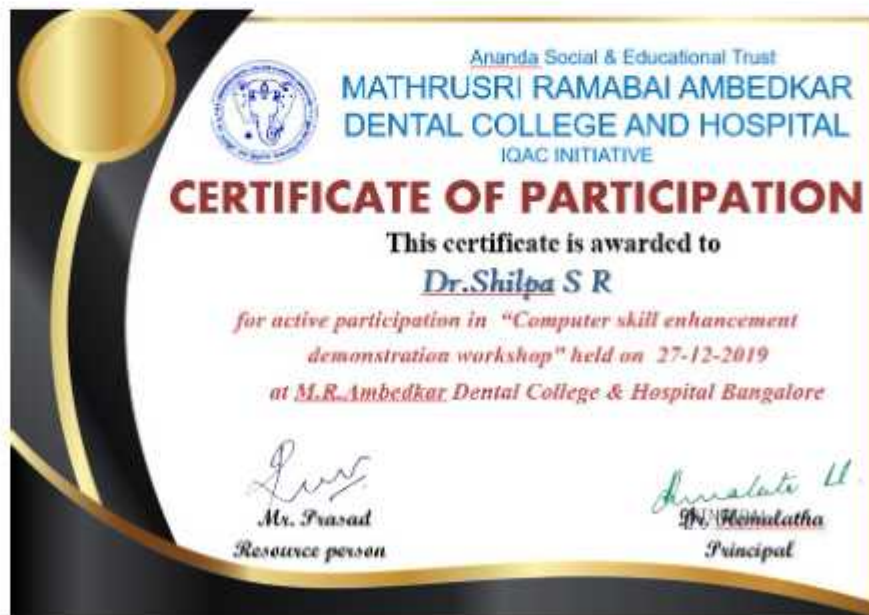 Ananda Social & Educational Trust
MATHRUSRI RAMABAI AMBEDKAR
DENTAL COLLEGE AND HOSPITAL
IQAC INITIATIVE
CERTIFICATE OF PARTICIPATION
This certificate is awarded to
Dr.Shilpa S R
for active participation in “Computer skill enhancement
demonstration workshop” held on 27-12-2019
at M.R.Ambedkar Dental College & Hospital Bangalore
Mr. Prasad
Dr. Hemalatha
Resource person
Principal